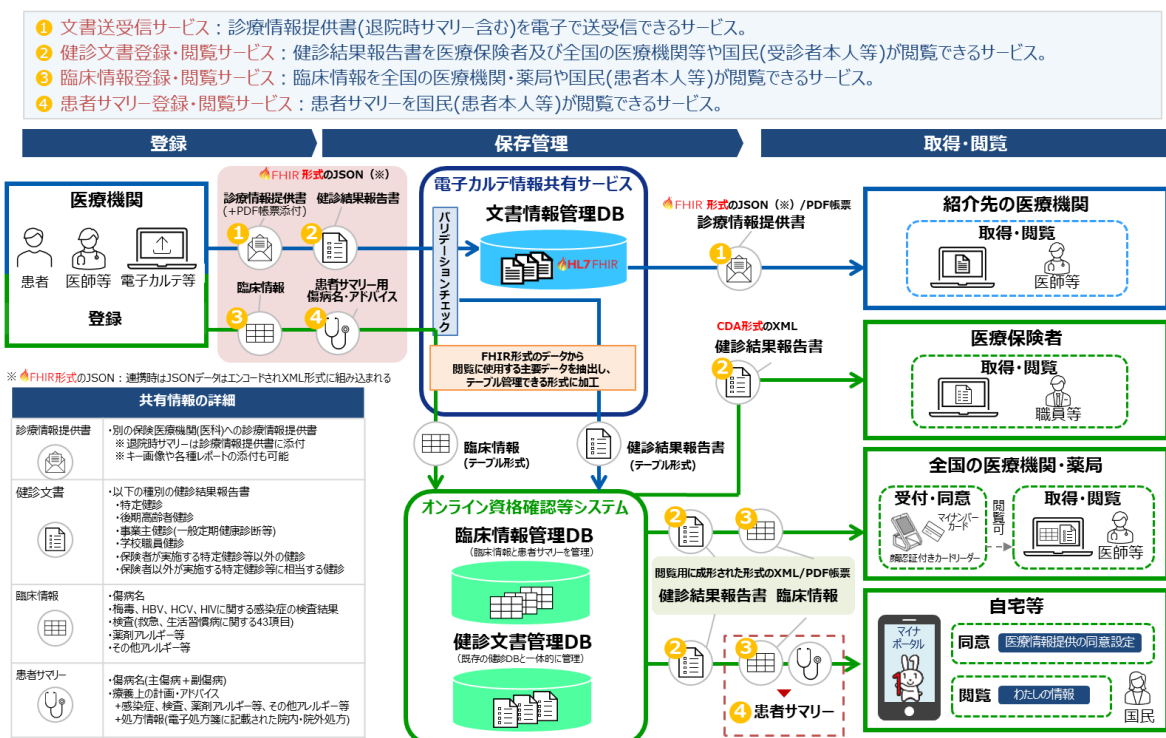 1 文書送受信サービス：診療情報提供書(退院時サマリー含む)を電子で送受信できるサービス。
2 健診文書登録・閲覧サービス：健診結果報告書を医療保険者及び全国の医療機関等や国民(受診者本人等)が閲覧できるサービス。
3 臨床情報登録・閲覧サービス：臨床情報を全国の医療機関・薬局や国民(患者本人等)が閲覧できるサービス。
4 患者サマリー登録・閲覧サービス：患者サマリーを国民(患者本人等)が閲覧できるサービス。
登録
保存管理
取得・閲覧
医療機関
患者
医師等
電子カルテ等
登録
FHIR 形式のJSON（※）
診療情報提供書
(＋PDF帳票添付)
健診結果報告書
1
2
臨床情報
患者サマリー用
傷病名・アドバイス
3
4
※ FHIR形式のJSON：連携時はJSONデータはエンコードされXML形式に組み込まれる
電子カルテ情報共有サービス
文書情報管理DB
バリデーションチェック
HL7 FHIR
FHIR形式のデータから
閲覧に使用する主要データを抽出し、
テーブル管理できる形式に加工
臨床情報
(テーブル形式)
健診結果報告書
(テーブル形式)
オンライン資格確認等システム
臨床情報管理DB
(臨床情報と患者サマリーを管理)
健診文書管理DB
(既存の健診DBと一体的に管理)
FHIR 形式のJSON（※）/PDF帳票
診療情報提供書
1
紹介先の医療機関
取得・閲覧
医師等
CDA形式のXML
健診結果報告書
2
医療保険者
取得・閲覧
職員等
全国の医療機関・薬局
受付・同意
マイナンバー
カード
顔認証付きカードリーダー
閲覧可
取得・閲覧
医師等
2
3
閲覧用に成形された形式のXML/PDF帳票
健診結果報告書 臨床情報
2
3
4 患者サマリー
自宅等
マイナ
ポータル
同意 医療情報提供の同意設定
閲覧 わたしの情報
国民
共有情報の詳細
診療情報提供書
・別の保険医療機関(医科)への診療情報提供書
※ 退院時サマリーは診療情報提供書に添付
※ キー画像や各種レポートの添付も可能
健診文書
・以下の種別の健診結果報告書
・特定健診
・後期高齢者健診
・事業主健診(一般定期健康診断等)
・学校職員健診
・保険者が実施する特定健診等以外の健診
・保険者以外が実施する特定健診等に相当する健診
臨床情報
・傷病名
・梅毒、HBV、HCV、HIVに関する感染症の検査結果
・検査(救急、生活習慣病に関する43項目)
・薬剤アレルギー等
・その他アレルギー等
患者サマリー
・傷病名(主傷病＋副傷病)
・療養上の計画・アドバイス
+感染症、検査、薬剤アレルギー等、その他アレルギー等
+処方情報(電子処方箋に記載された院内・院外処方)